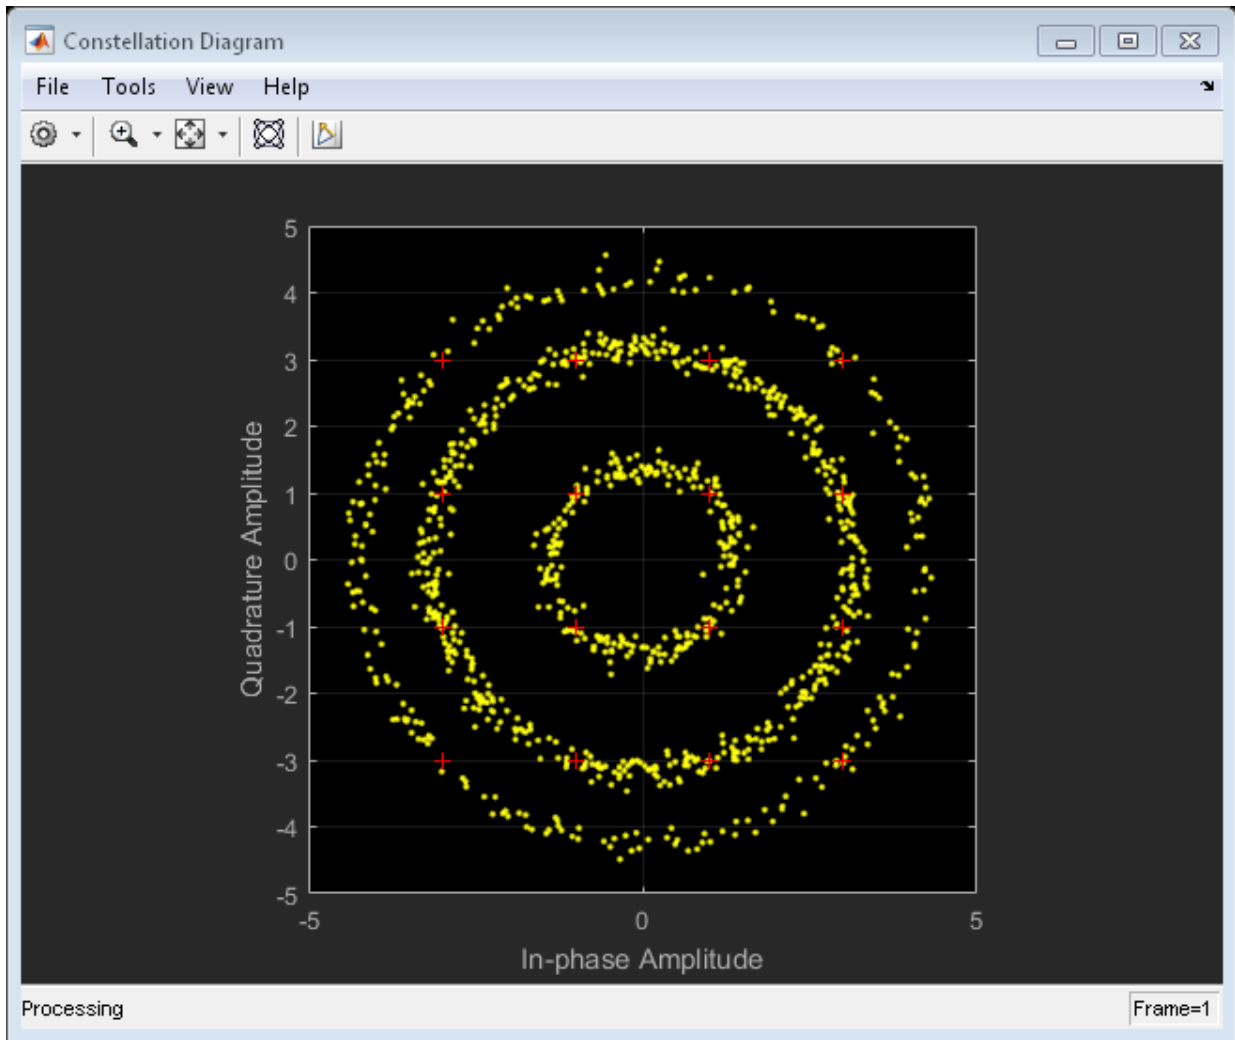 Constellation Diagram
File Tools View Help
5
4
3
2
1
0
-1
-2
-3
-4
-5
Quadrature Amplitude
-5 0 5
In-phase Amplitude
Processing Frame=1